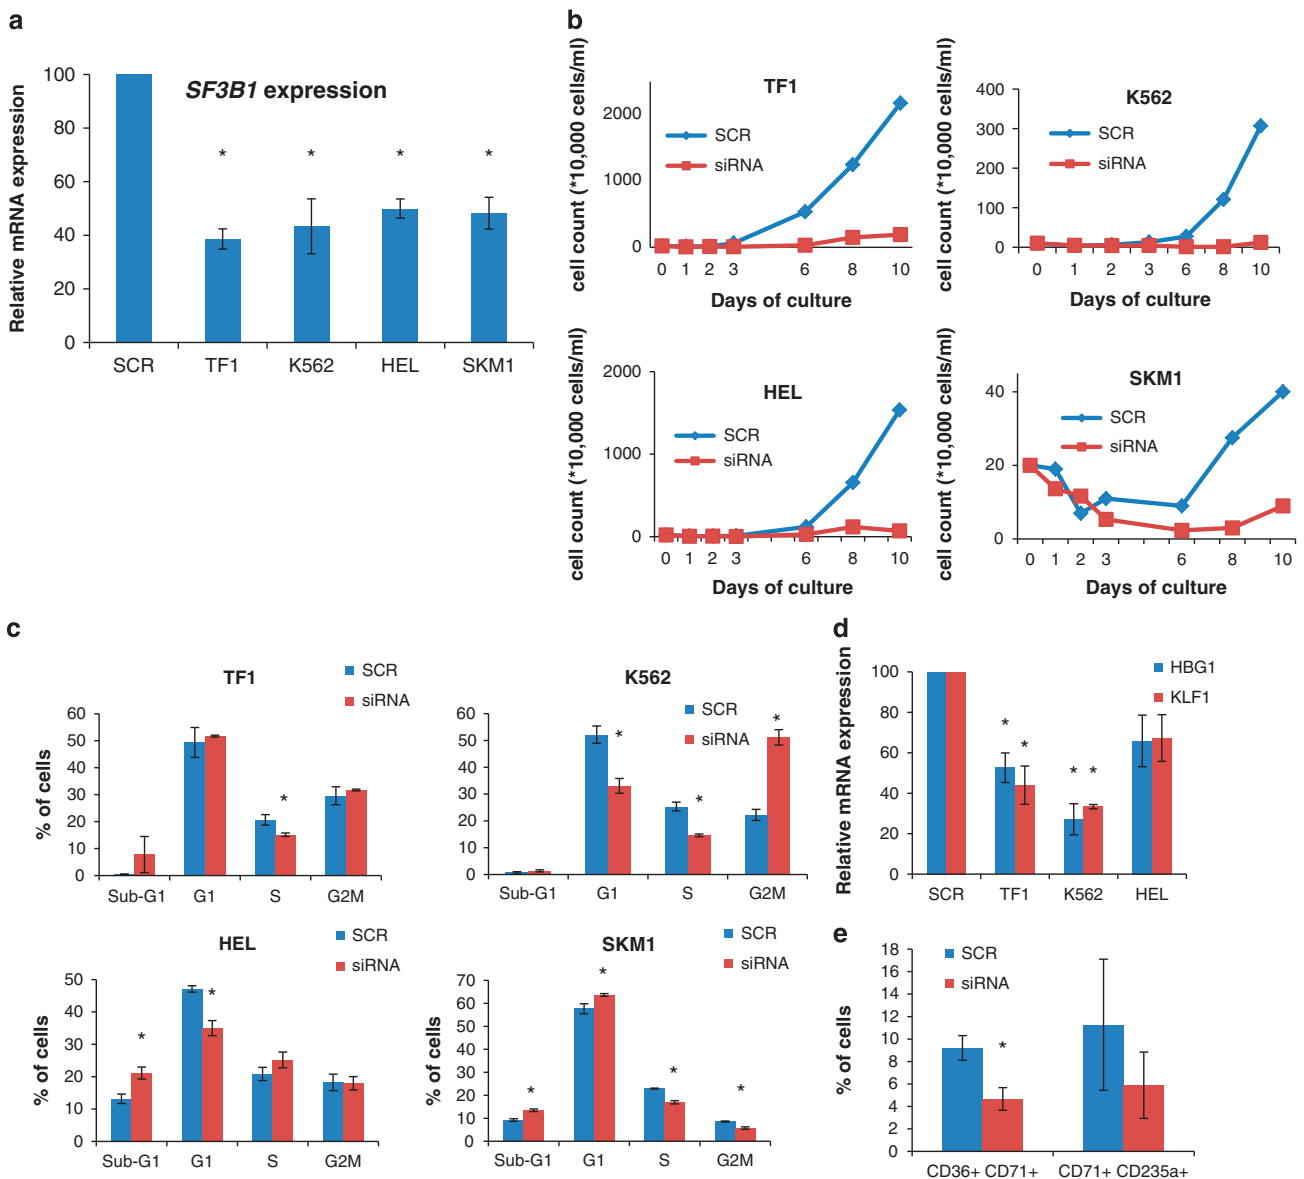 a
SF3B1 expression
Relative mRNA expression
100
80
60
40
20
0
* * * *
SCR TF1 K562 HEL SKM1
b
TF1
cell count (*10,000 cells/ml)
2000
1000
0
SCR
siRNA
0 1 2 3 6 8 10
Days of culture
K562
cell count (*10,000 cells/ml)
400
300
200
100
0
SCR
siRNA
0 1 2 3 6 8 10
Days of culture
HEL
cell count (*10,000 cells/ml)
2000
1000
0
SCR
siRNA
0 1 2 3 6 8 10
Days of culture
SKM1
cell count (*10,000 cells/ml)
40
20
0
SCR
siRNA
0 1 2 3 6 8 10
Days of culture
c
TF1
SCR
siRNA
% of cells
60
50
40
30
20
10
0
*
Sub-G1 G1 S G2M
K562
SCR
siRNA
60
50
40
30
20
10
0
* * *
Sub-G1 G1 S G2M
HEL
SCR
siRNA
% of cells
50
40
30
20
10
0
* *
Sub-G1 G1 S G2M
SKM1
SCR
siRNA
% of cells
70
60
50
40
30
20
10
0
* * * *
Sub-G1 G1 S G2M
d
HBG1
KLF1
Relative mRNA expression
100
80
60
40
20
0
* * * *
SCR TF1 K562 HEL
e
SCR
siRNA
% of cells
18
16
14
12
10
8
6
4
2
0
*
CD36+ CD71+ CD71+ CD235a+